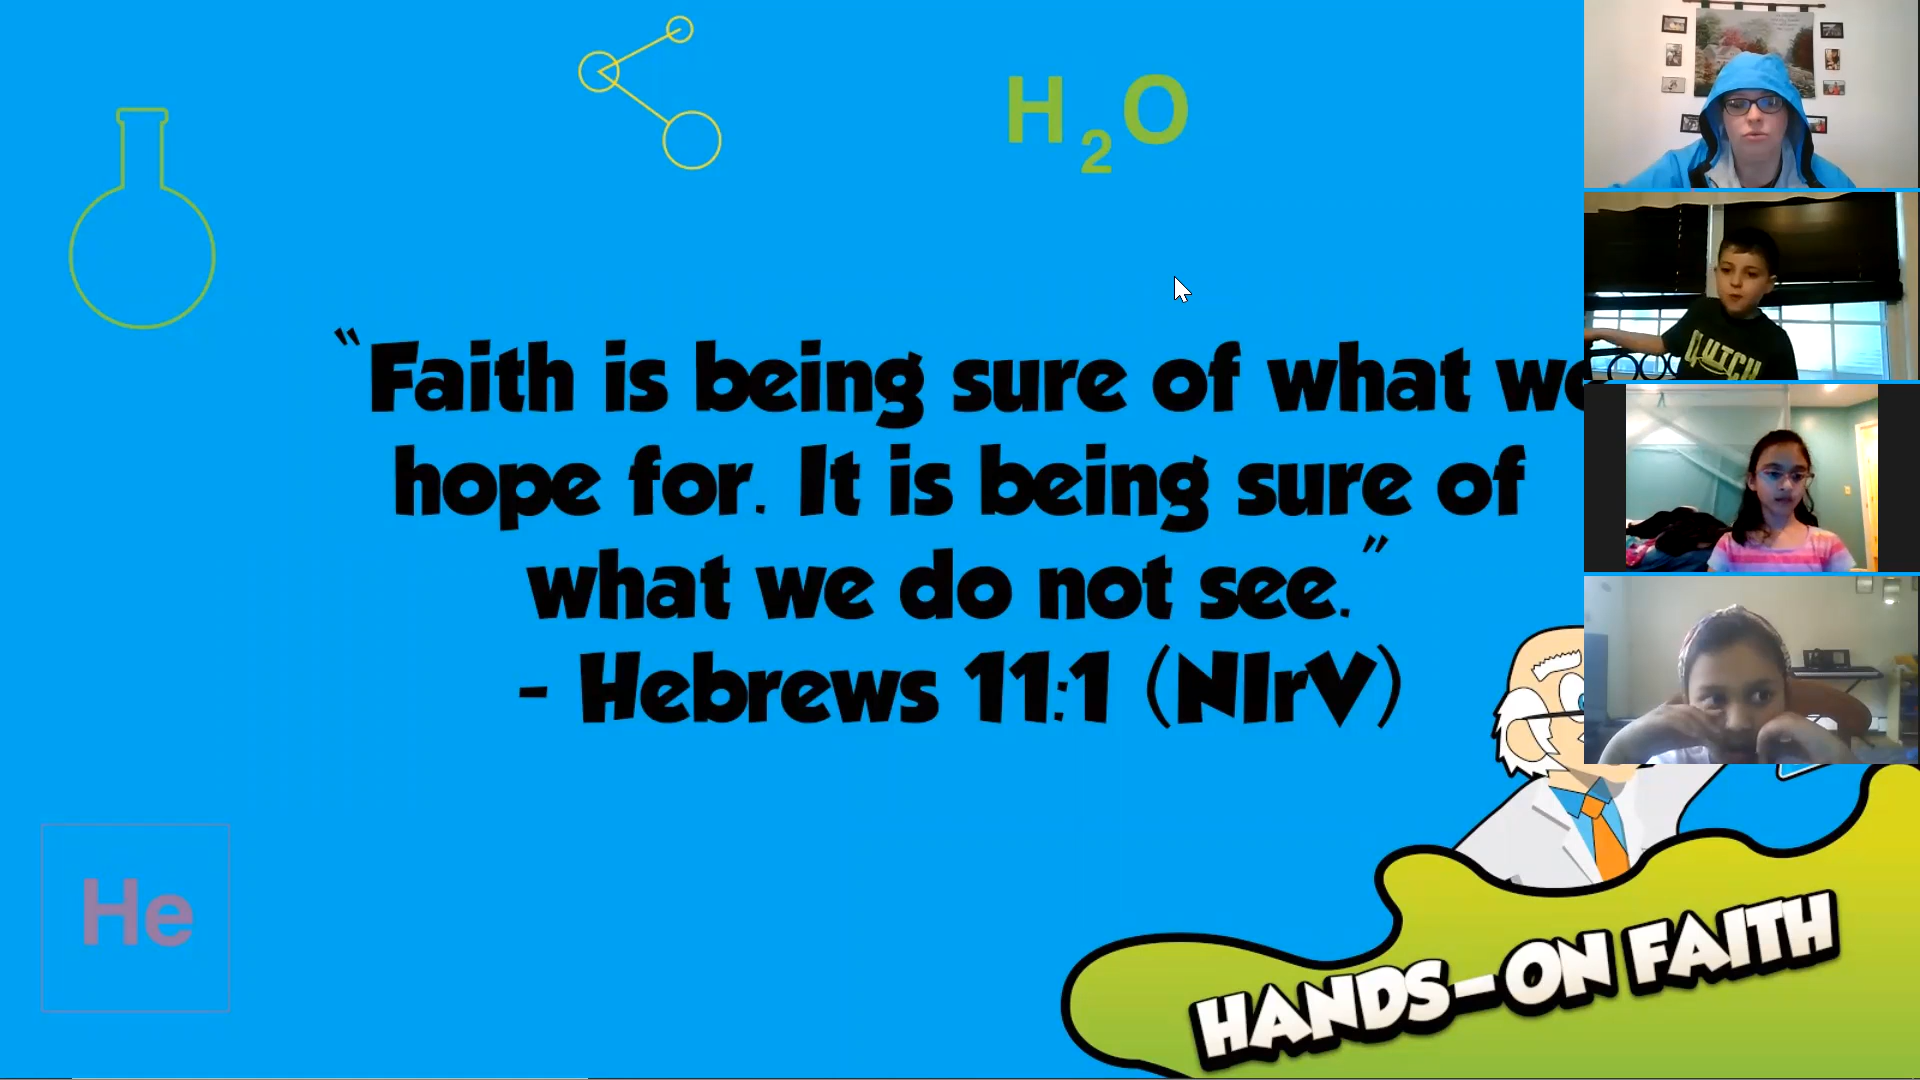 H2O
“Faith is being sure of what we
hope for. It is being sure of
what we do not see.”
- Hebrews 11:1 (NIrV)
CLUTCH
He
HANDS-ON FAITH